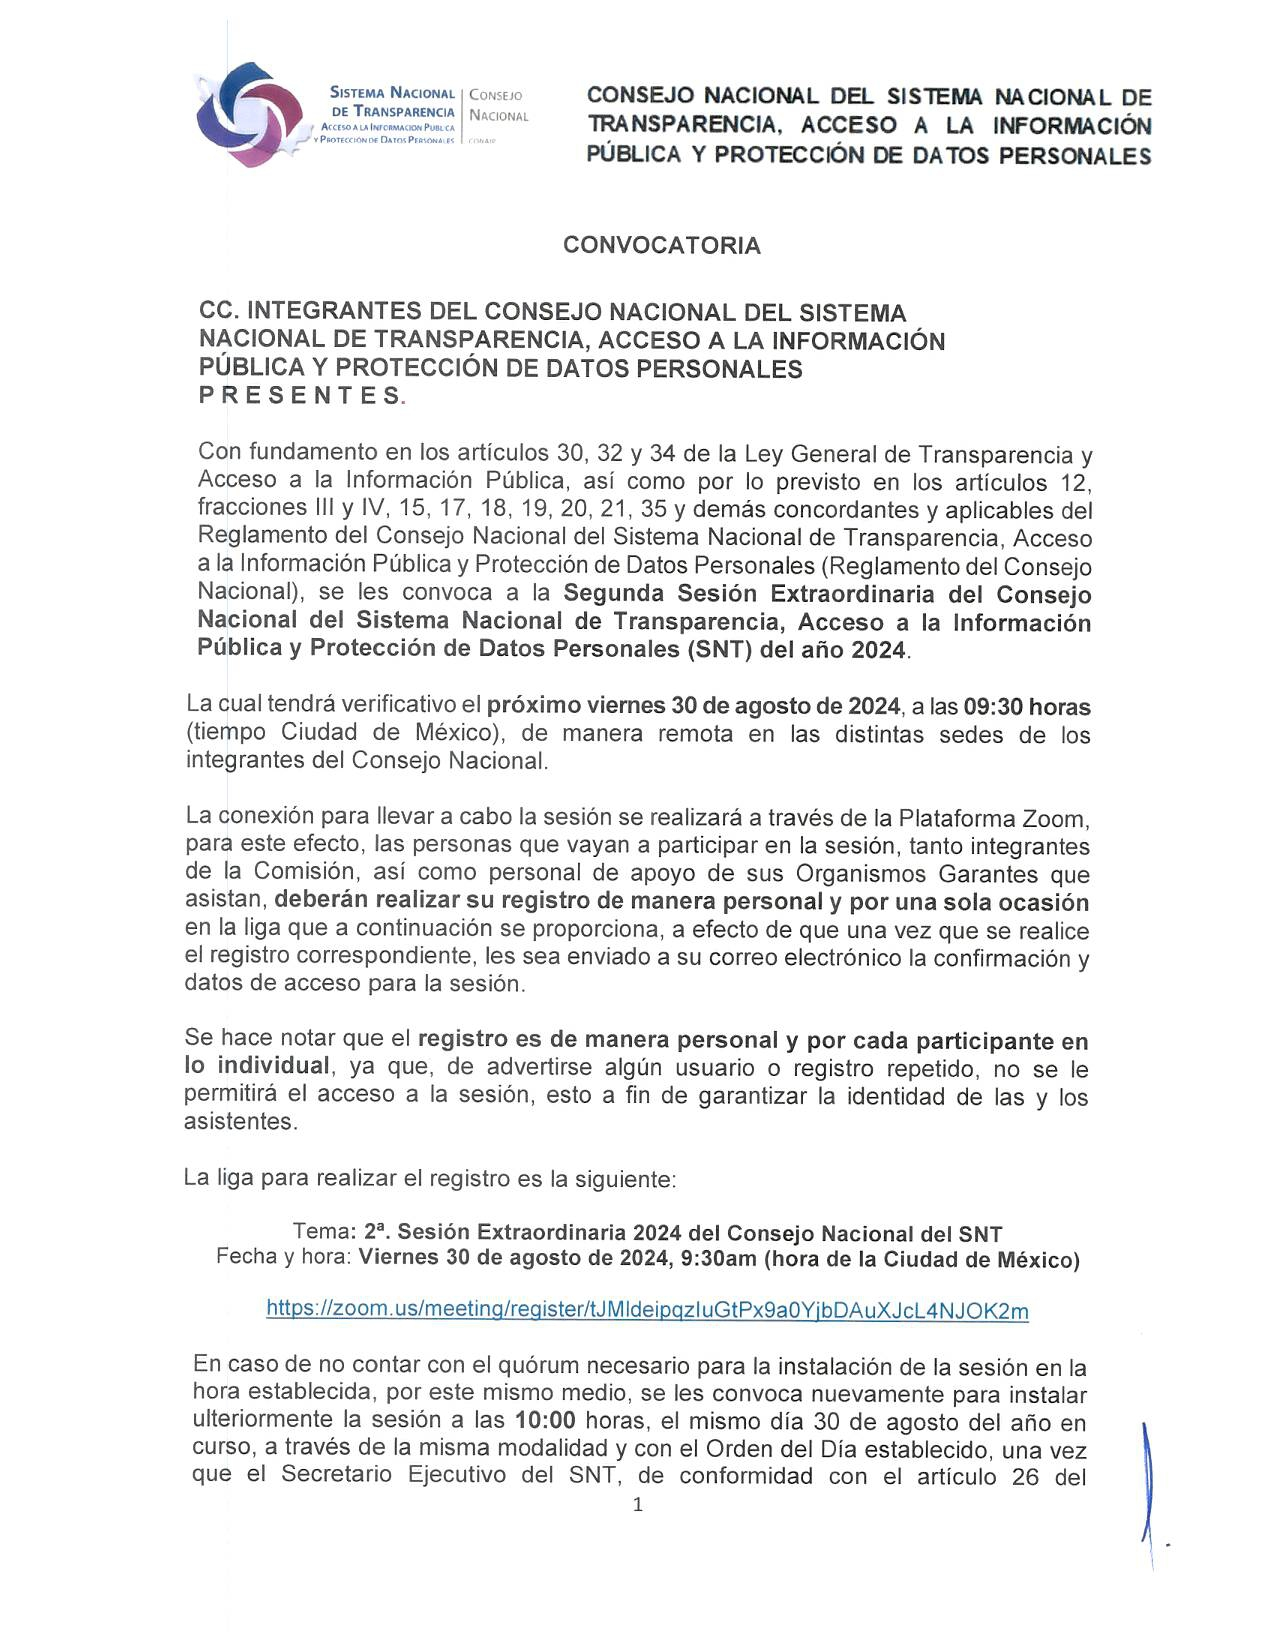 SISTEMA NACIONAL
DE TRANSPARENCIA
ACCESO A LA INFORMACIÓN PÚBLICA
Y PROTECCIÓN DE DATOS PERSONALES
CONSEJO
NACIONAL
CONAIP
CONSEJO NACIONAL DEL SISTEMA NACIONAL DE
TRANSPARENCIA, ACCESO A LA INFORMACIÓN
PÚBLICA Y PROTECCIÓN DE DATOS PERSONALES
CONVOCATORIA
CC. INTEGRANTES DEL CONSEJO NACIONAL DEL SISTEMA
NACIONAL DE TRANSPARENCIA, ACCESO A LA INFORMACIÓN
PÚBLICA Y PROTECCIÓN DE DATOS PERSONALES
P R E S E N T E S.
Con fundamento en los artículos 30, 32 y 34 de la Ley General de Transparencia y
Acceso a la Información Pública, así como por lo previsto en los artículos 12,
fracciones III y IV, 15, 17, 18, 19, 20, 21, 35 y demás concordantes y aplicables del
Reglamento del Consejo Nacional del Sistema Nacional de Transparencia, Acceso
a la Información Pública y Protección de Datos Personales (Reglamento del Consejo
Nacional), se les convoca a la Segunda Sesión Extraordinaria del Consejo
Nacional del Sistema Nacional de Transparencia, Acceso a la Información
Pública y Protección de Datos Personales (SNT) del año 2024.
La cual tendrá verificativo el próximo viernes 30 de agosto de 2024, a las 09:30 horas
(tiempo Ciudad de México), de manera remota en las distintas sedes de los
integrantes del Consejo Nacional.
La conexión para llevar a cabo la sesión se realizará a través de la Plataforma Zoom,
para este efecto, las personas que vayan a participar en la sesión, tanto integrantes
de la Comisión, así como personal de apoyo de sus Organismos Garantes que
asistan, deberán realizar su registro de manera personal y por una sola ocasión
en la liga que a continuación se proporciona, a efecto de que una vez que se realice
el registro correspondiente, les sea enviado a su correo electrónico la confirmación y
datos de acceso para la sesión.
Se hace notar que el registro es de manera personal y por cada participante en
lo individual, ya que, de advertirse algún usuario o registro repetido, no se le
permitirá el acceso a la sesión, esto a fin de garantizar la identidad de las y los
asistentes.
La liga para realizar el registro es la siguiente:
Tema: 2ª. Sesión Extraordinaria 2024 del Consejo Nacional del SNT
Fecha y hora: Viernes 30 de agosto de 2024, 9:30am (hora de la Ciudad de México)
https://zoom.us/meeting/register/tJMldeipqzIuGtPx9a0YjbDAuXJcL4NJOK2m
En caso de no contar con el quórum necesario para la instalación de la sesión en la
hora establecida, por este mismo medio, se les convoca nuevamente para instalar
ulteriormente la sesión a las 10:00 horas, el mismo día 30 de agosto del año en
curso, a través de la misma modalidad y con el Orden del Día establecido, una vez
que el Secretario Ejecutivo del SNT, de conformidad con el artículo 26 del
1